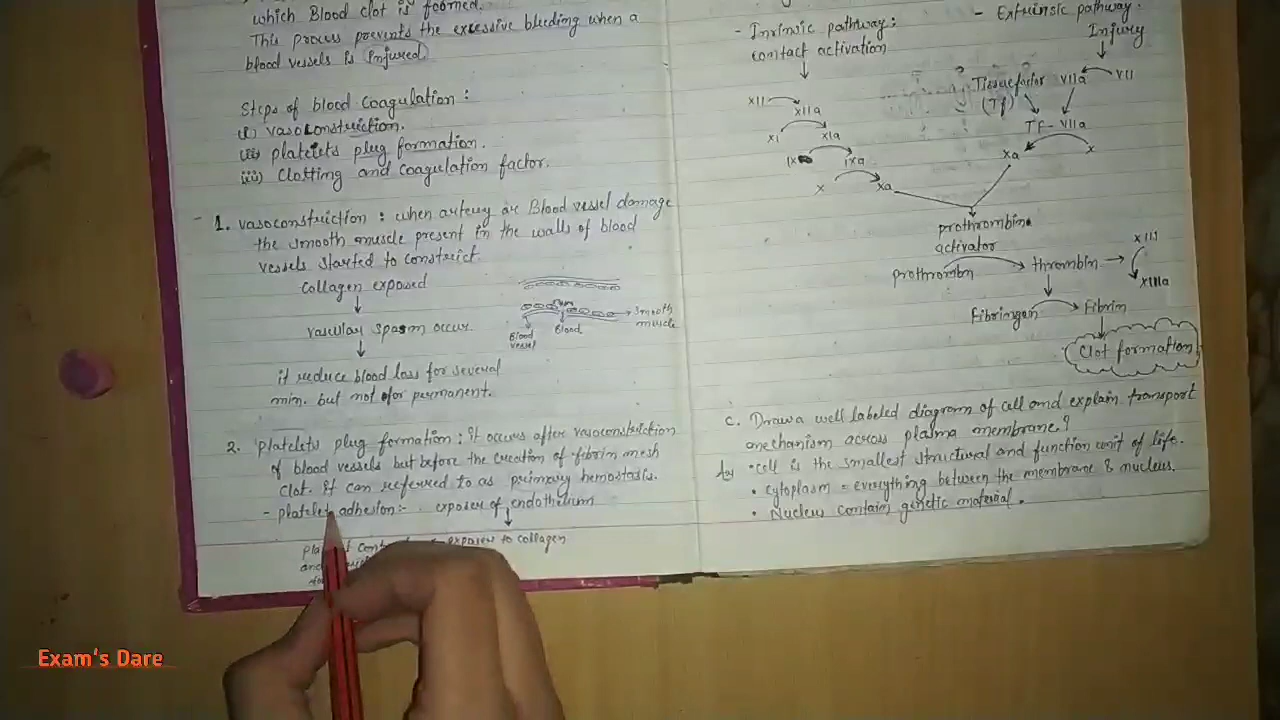 which Blood clot is foomed.
This process prevents the excessive bleeding when a
blood vessels is Injured
Steps of blood Coagulation :
(i) vasoconstruction.
(ii) platelets plug formation.
(iii) Clotting and coagulation factor.
- 1. vasoconstriction : when artery or Blood vessel damage
the smooth muscle present in the walls of blood
vessels started to constrict.
Collagen exposed
vascular spasm occur
it reduce blood loss for several
min. but not for permanent.
Blood vessel
Blood
smooth muscle
2. platelets plug formation : it occurs after vasoconstriction
of blood vessels but before the creation of fibrin mesh
clot. it can referred to as primary hemostasis.
- platelet adhesion :- exposer of endothelium
exposer to collagen
- Intrinsic pathway :
contact activation
XII XIIa
XI XIa
IX IXa
X Xa
- Extrinsic pathway.
Injury
Tissue factor VIIa VII
(Tf)
TF- VIIa
Xa X
prothrombine
activator
prothrombn thrombin XIII
XIIIa
Fibringen Fibrin
Clot formation
C. Draw a well labeled diagram of cell and explain transport
mechanism across plasma membrane?
• cell is the smallest structural and function unit of life.
• cytoplasm = everything between the membrane & nucleus.
• Nucleus contain genetic material.
Exam's Dare